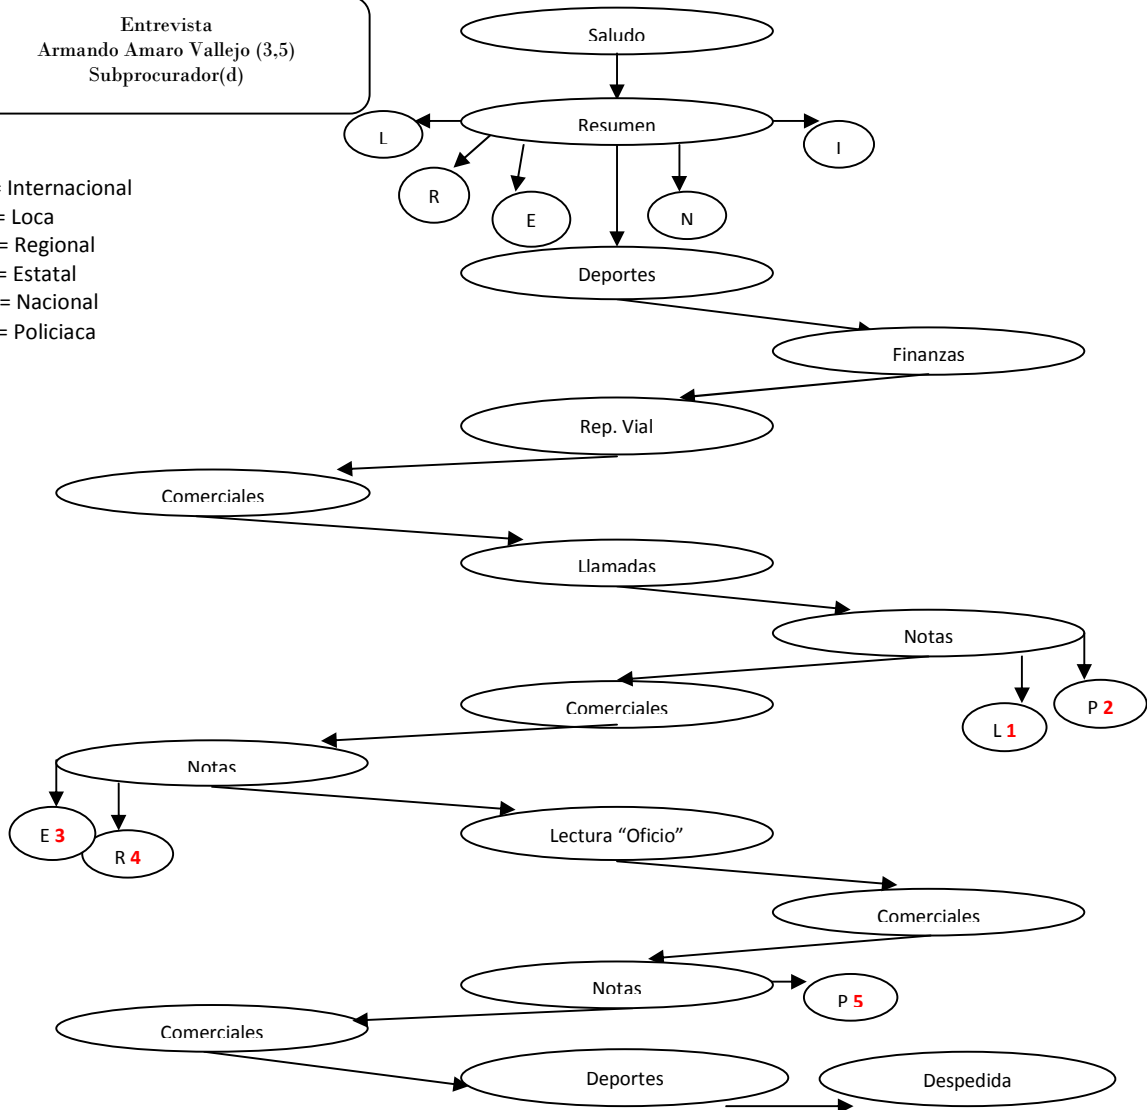 Entrevista
Armando Amaro Vallejo (3,5)
Subprocurador(d)
Saludo
Resumen
L
I
R
E
N
= Internacional
= Loca
= Regional
= Estatal
= Nacional
= Policiaca
Deportes
Finanzas
Rep. Vial
Comerciales
Llamadas
Notas
P 2
L 1
Comerciales
Notas
E 3
R 4
Lectura “Oficio”
Comerciales
Notas
P 5
Comerciales
Deportes
Despedida